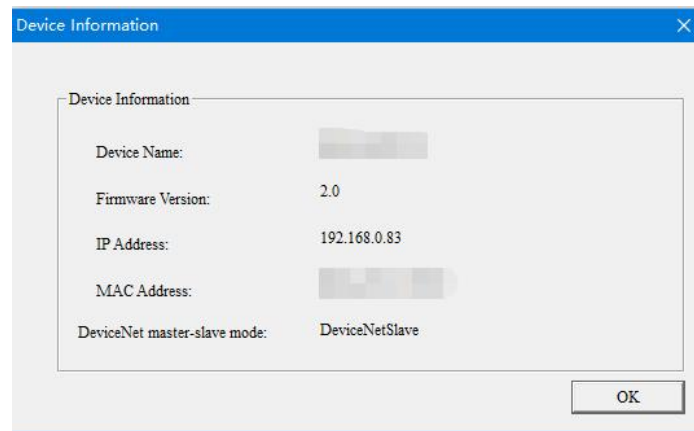 Device Information
Device Information
Device Name:
Firmware Version: 2.0
IP Address: 192.168.0.83
MAC Address:
DeviceNet master-slave mode: DeviceNetSlave
OK